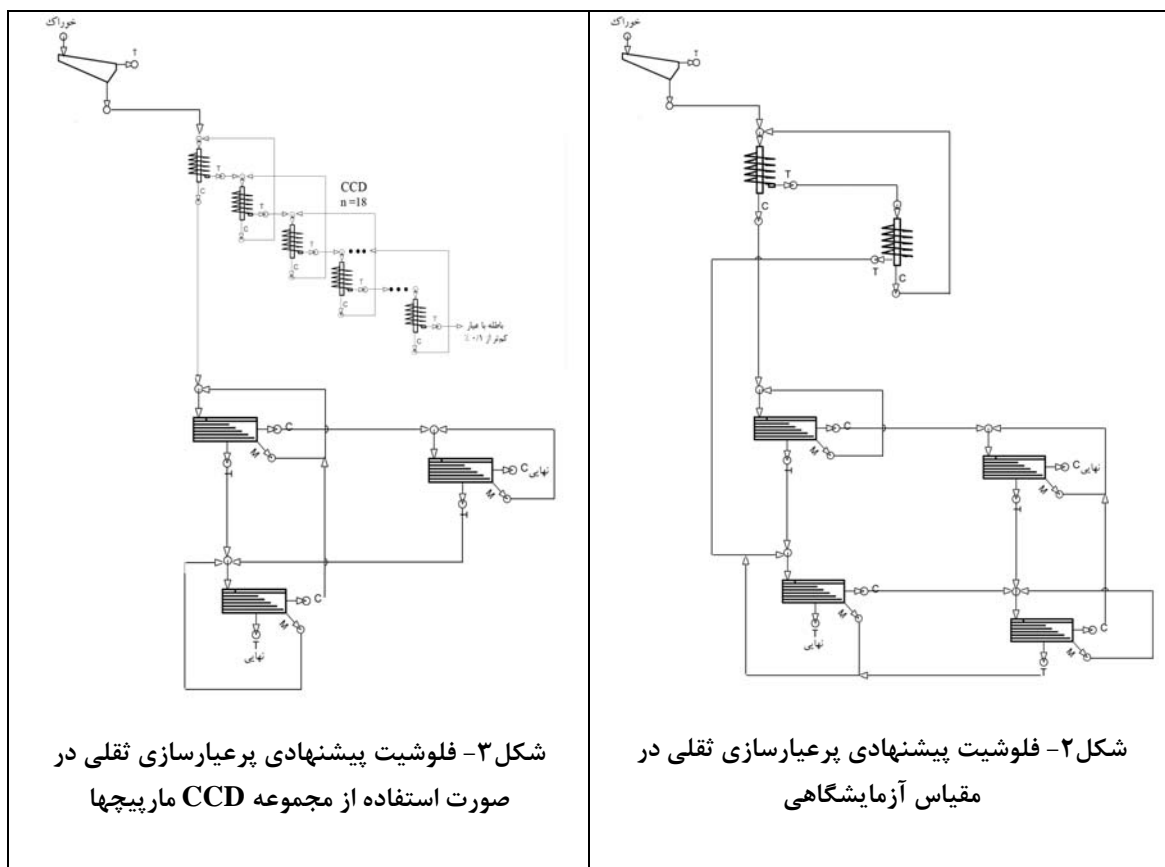 خوراک
T
T
C
T
C
C
M
T
C نهایی
M
T
C
M
T
نهایی
C
M
T
شکل۲- فلوشیت پیشنهادی پرعیارسازی ثقلی در
مقیاس آزمایشگاهی
خوراک
T
T
C
T
C
CCD
n =18
T
C
T
C
T
C
باطله با عیار
کمتر از ۰/۱ ٪
C
M
T
C نهایی
M
T
C
M
T
نهایی
شکل۳- فلوشیت پیشنهادی پرعیارسازی ثقلی در
صورت استفاده از مجموعه CCD مارپیچها